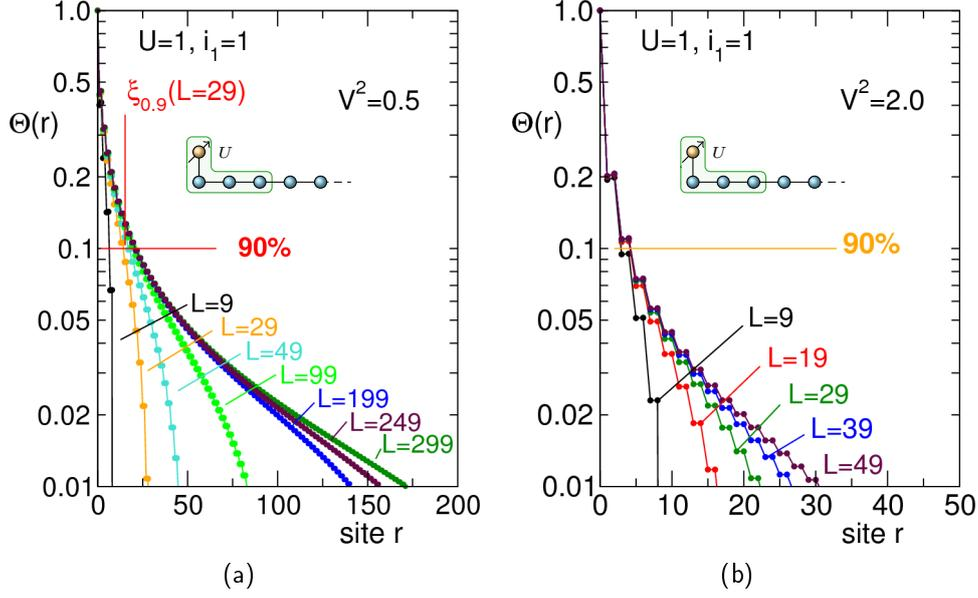 U=1, i₁=1
V²=0.5
ξ₀.₉(L=29)
Θ(r)
U
90%
L=9
L=29
L=49
L=99
L=199
L=249
L=299
1.0
0.5
0.2
0.1
0.05
0.02
0.01
0 50 100 150 200
site r
(a)
U=1, i₁=1
V²=2.0
Θ(r)
U
90%
L=9
L=19
L=29
L=39
L=49
1.0
0.5
0.2
0.1
0.05
0.02
0.01
0 10 20 30 40 50
site r
(b)